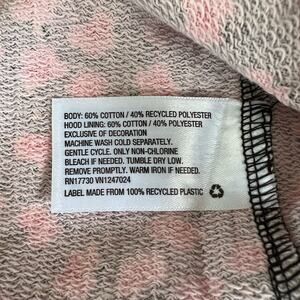 BODY: 60% COTTON / 40% RECYCLED POLYESTER
HOOD LINING: 60% COTTON / 40% POLYESTER
EXCLUSIVE OF DECORATION
MACHINE WASH COLD SEPARATELY.
GENTLE CYCLE. ONLY NON-CHLORINE
BLEACH IF NEEDED. TUMBLE DRY LOW.
REMOVE PROMPTLY. WARM IRON IF NEEDED.
RN17730 VN1247024
LABEL MADE FROM 100% RECYCLED PLASTIC